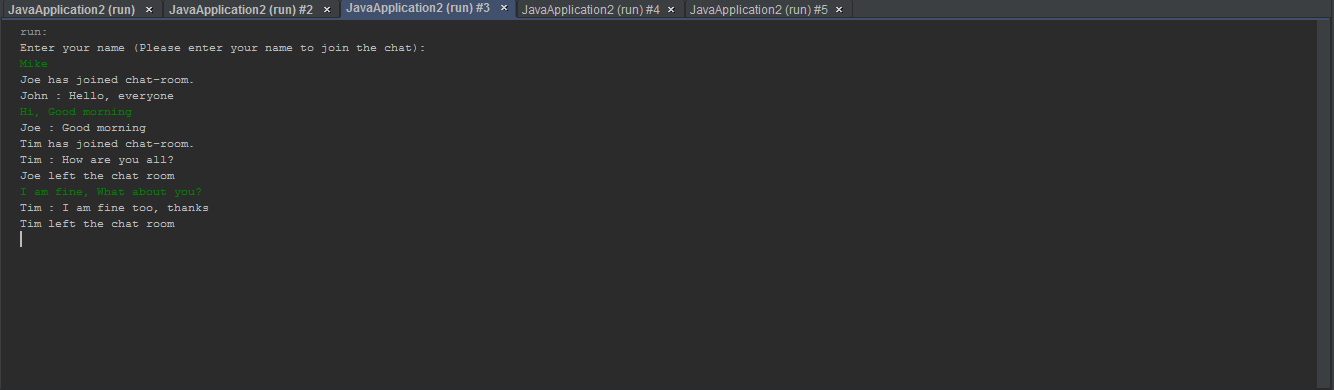 JavaApplication2 (run) × JavaApplication2 (run) #2 × JavaApplication2 (run) #3 × JavaApplication2 (run) #4 × JavaApplication2 (run) #5 ×
run:
Enter your name (Please enter your name to join the chat):
Mike
Joe has joined chat-room.
John : Hello, everyone
Hi, Good morning
Joe : Good morning
Tim has joined chat-room.
Tim : How are you all?
Joe left the chat room
I am fine, What about you?
Tim : I am fine too, thanks
Tim left the chat room